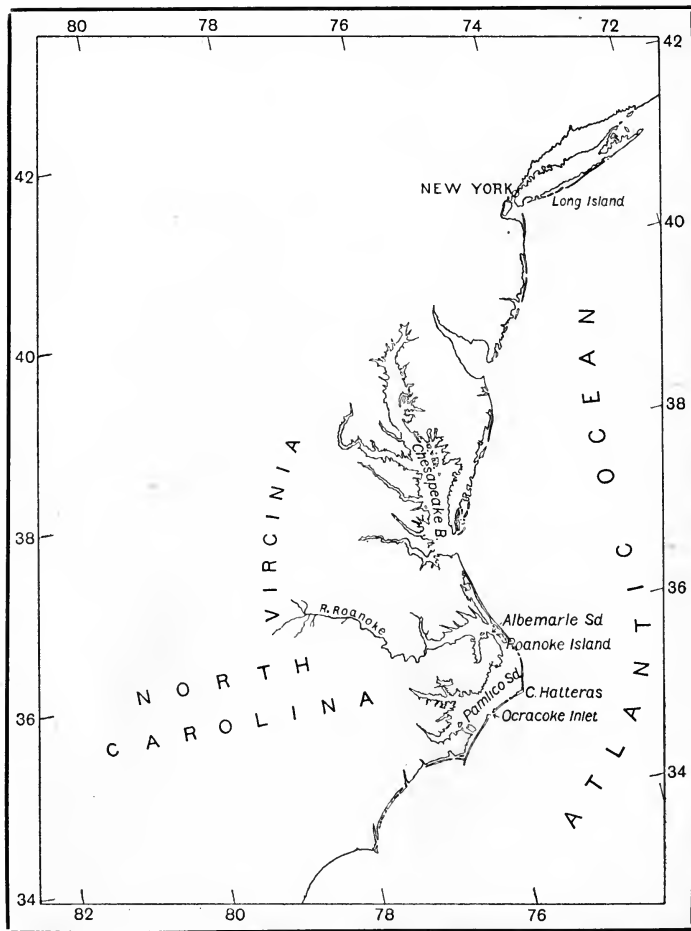 80 78 76 74 72
42
42
NEW YORK
Long Island
40
40
38
ATLANTIC OCEAN
Chesapeake B.
VIRCINIA
38
36
R. Roanoke
Albemarle Sd
Roanoke Island
NORTH
CAROLINA
Pamlico Sd.
C. Hatteras
Ocracoke Inlet
36
34
34
82 80 78 76